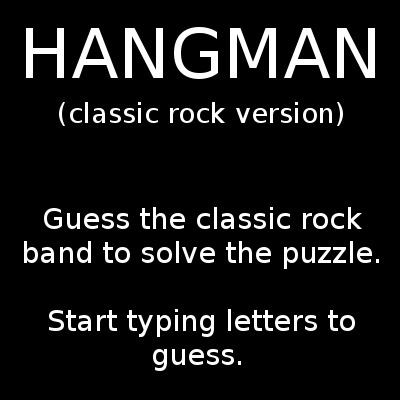 HANGMAN
(classic rock version)
Guess the classic rock
band to solve the puzzle.
Start typing letters to
guess.